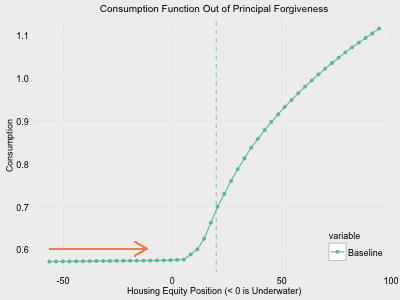 Consumption Function Out of Principal Forgiveness
Consumption
1.1
1.0
0.9
0.8
0.7
0.6
variable
Baseline
-50
0
50
100
Housing Equity Position (< 0 is Underwater)